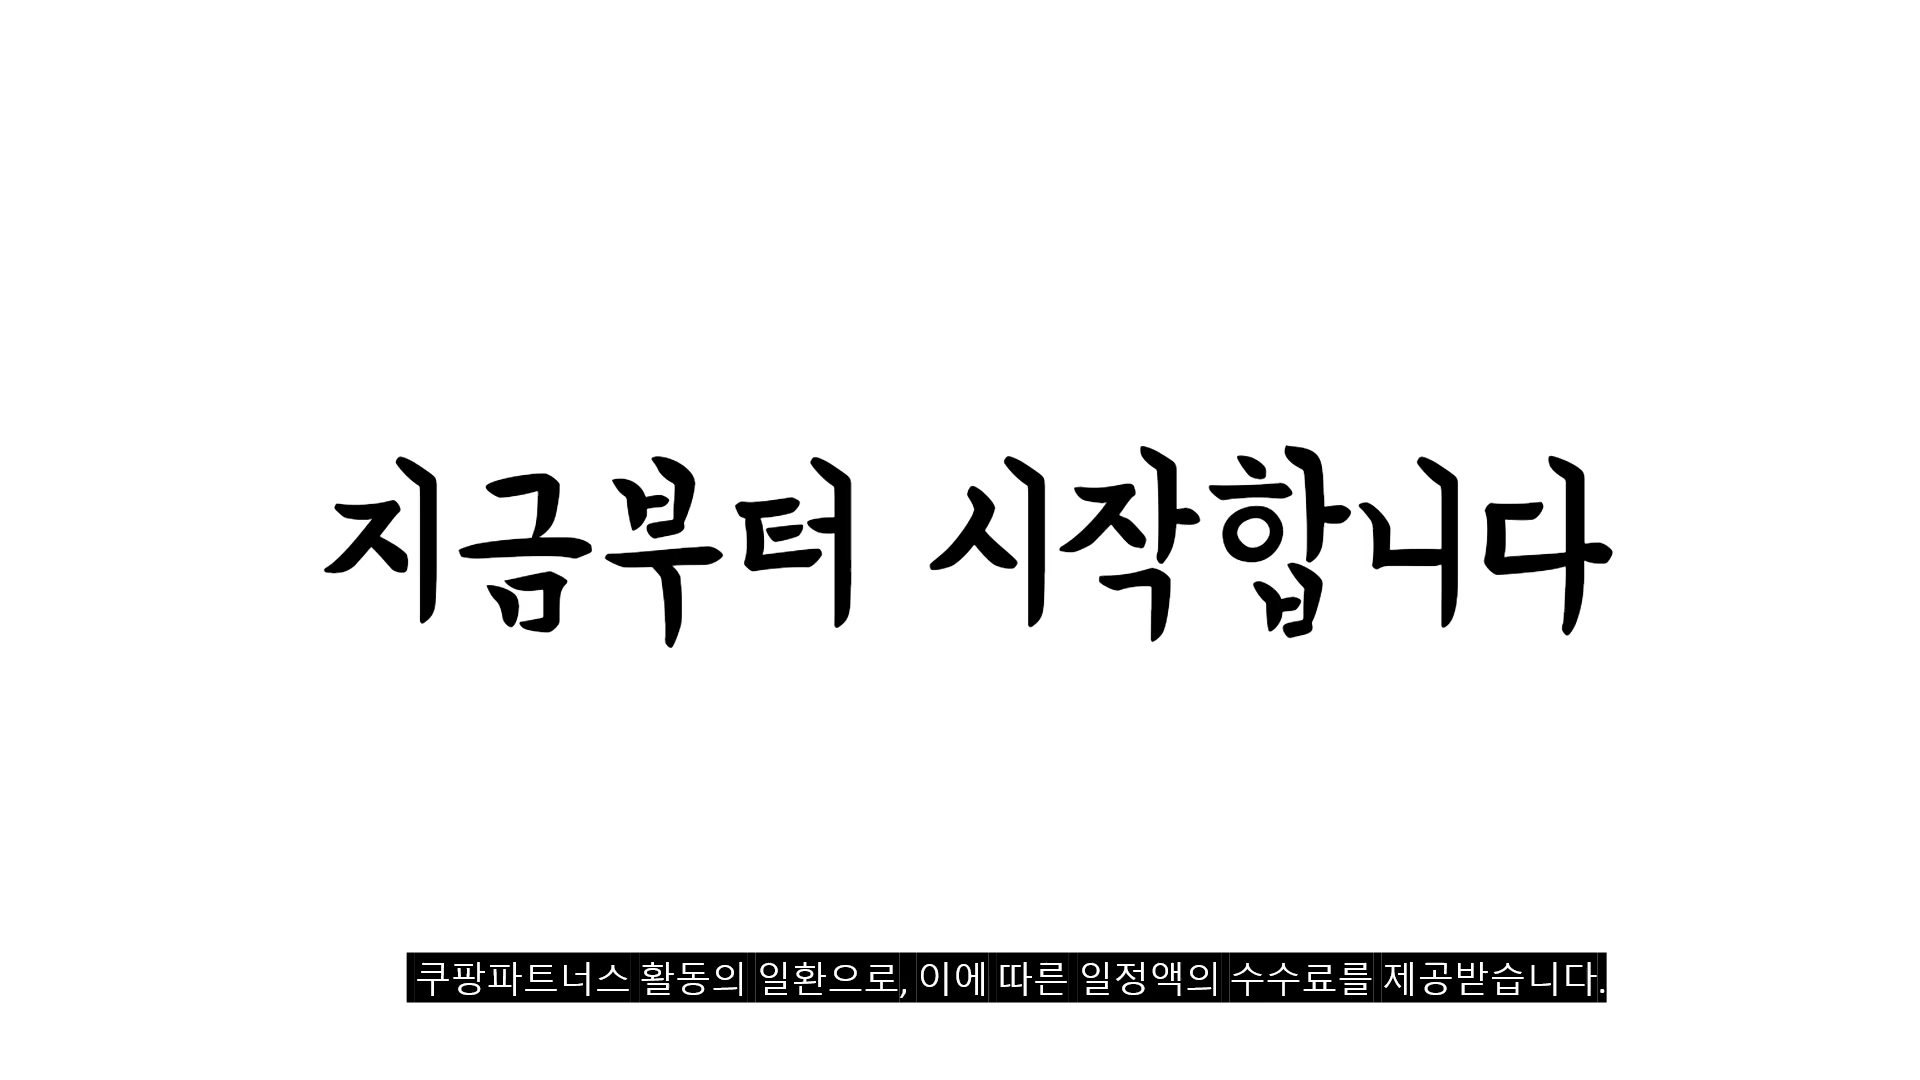 지금부터 시작합니다
쿠팡파트너스 활동의 일환으로, 이에 따른 일정액의 수수료를 제공받습니다.